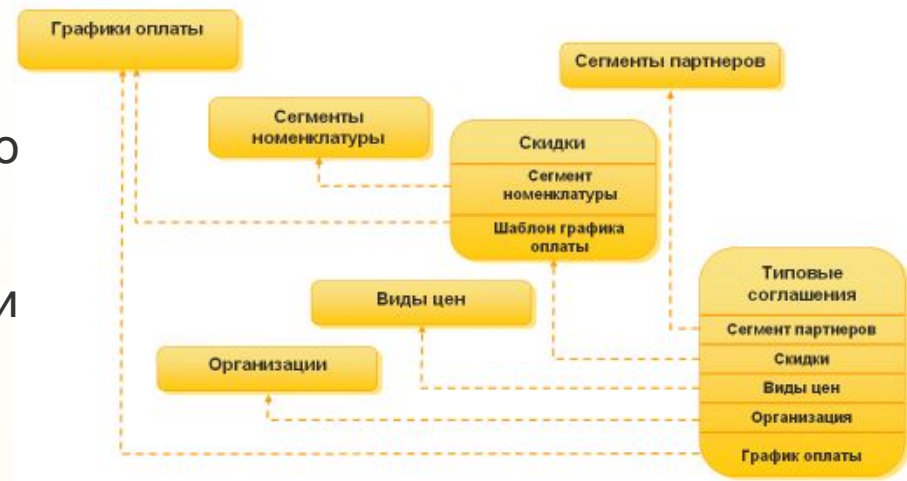 Графики оплаты
Сегменты партнеров
Сегменты
номенклатуры
о
Скидки
Сегмент
номенклатуры
Шаблон графика
оплаты
Типовые
соглашения
Виды цен
и
Сегмент партнеров
Организации
Скидки
Виды цен
Организация
График оплаты